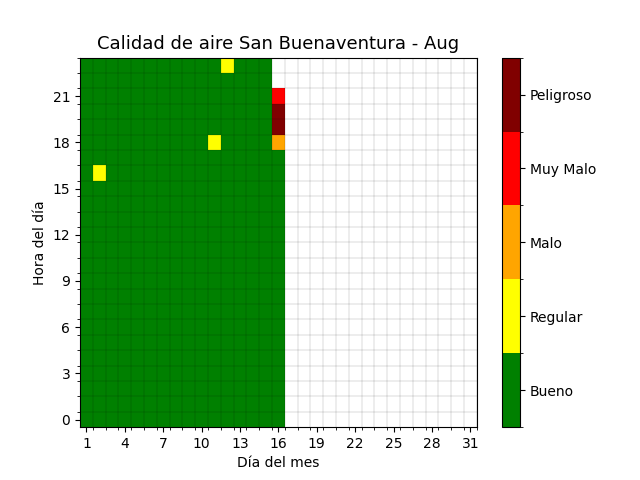 Calidad de aire San Buenaventura - Aug
Hora del día
21
18
15
12
9
6
3
0
1 4 7 10 13 16 19 22 25 28 31
Día del mes
Peligroso
Muy Malo
Malo
Regular
Bueno